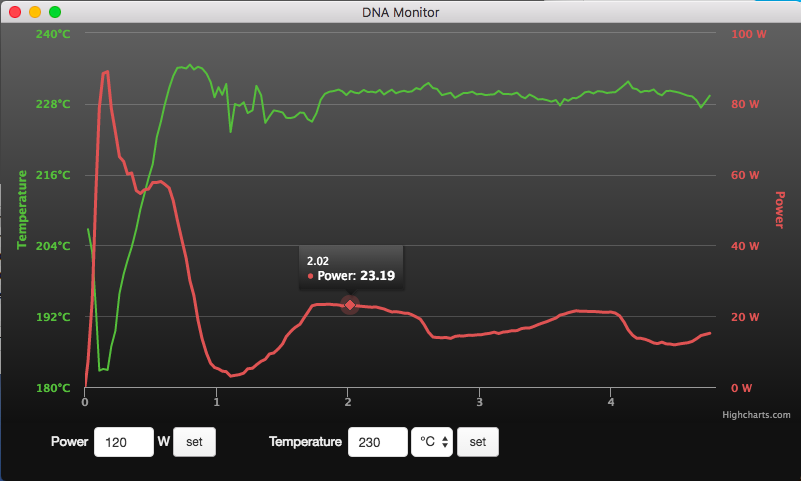 DNA Monitor
240°C
100 W
228°C
80 W
216°C
60 W
Temperature
Power
204°C
40 W
2.02
● Power: 23.19
192°C
20 W
180°C
0 W
0 1 2 3 4
Highcharts.com
Power 120 W set Temperature 230 °C set